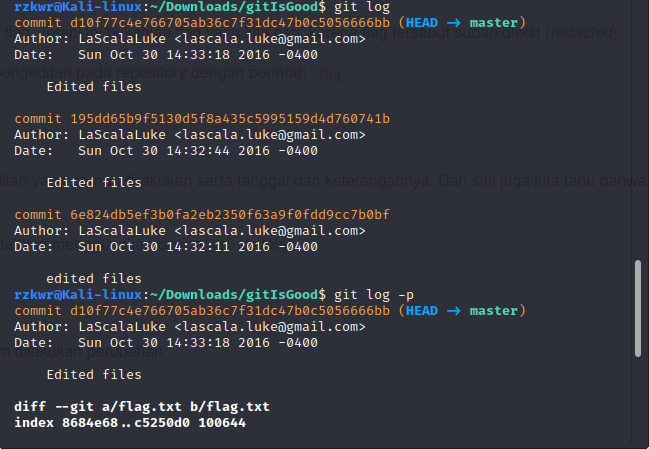 rzkwr@Kali-linux:~/Downloads/gitIsGood$ git log
commit d10f77c4e766705ab36c7f31dc47b0c5056666bb (HEAD -> master)
Author: LaScalaLuke <lascala.luke@gmail.com>
Date:   Sun Oct 30 14:33:18 2016 -0400
Edited files
commit 195dd65b9f5130d5f8a435c5995159d4d760741b
Author: LaScalaLuke <lascala.luke@gmail.com>
Date:   Sun Oct 30 14:32:44 2016 -0400
Edited files
commit 6e824db5ef3b0fa2eb2350f63a9f0fdd9cc7b0bf
Author: LaScalaLuke <lascala.luke@gmail.com>
Date:   Sun Oct 30 14:32:11 2016 -0400
edited files
rzkwr@Kali-linux:~/Downloads/gitIsGood$ git log -p
commit d10f77c4e766705ab36c7f31dc47b0c5056666bb (HEAD -> master)
Author: LaScalaLuke <lascala.luke@gmail.com>
Date:   Sun Oct 30 14:33:18 2016 -0400
Edited files
diff --git a/flag.txt b/flag.txt
index 8684e68..c5250d0 100644